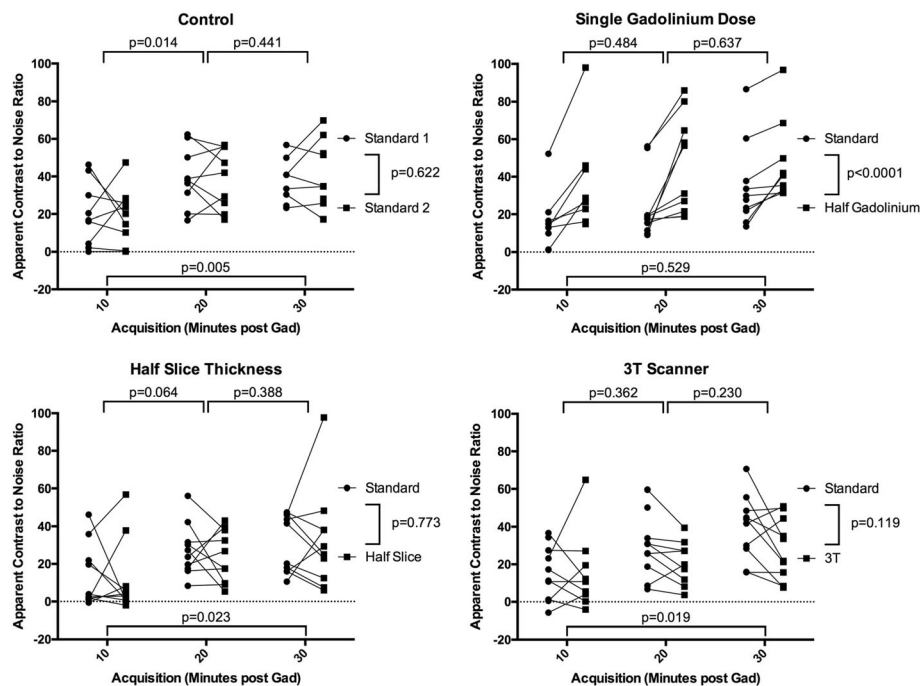 Control
p=0.014
p=0.441
Apparent Contrast to Noise Ratio
100
80
60
40
20
0
-20
Standard 1
p=0.622
Standard 2
p=0.005
10
20
30
Acquisition (Minutes post Gad)
Single Gadolinium Dose
p=0.484
p=0.637
Apparent Contrast to Noise Ratio
100
80
60
40
20
0
-20
Standard
p<0.0001
Half Gadolinium
p=0.529
10
20
30
Acquisition (Minutes post Gad)
Half Slice Thickness
p=0.064
p=0.388
Apparent Contrast to Noise Ratio
100
80
60
40
20
0
-20
Standard
p=0.773
Half Slice
p=0.023
10
20
30
Acquisition (Minutes post Gad)
3T Scanner
p=0.362
p=0.230
Apparent Contrast to Noise Ratio
100
80
60
40
20
0
-20
Standard
p=0.119
3T
p=0.019
10
20
30
Acquisition (Minutes post Gad)